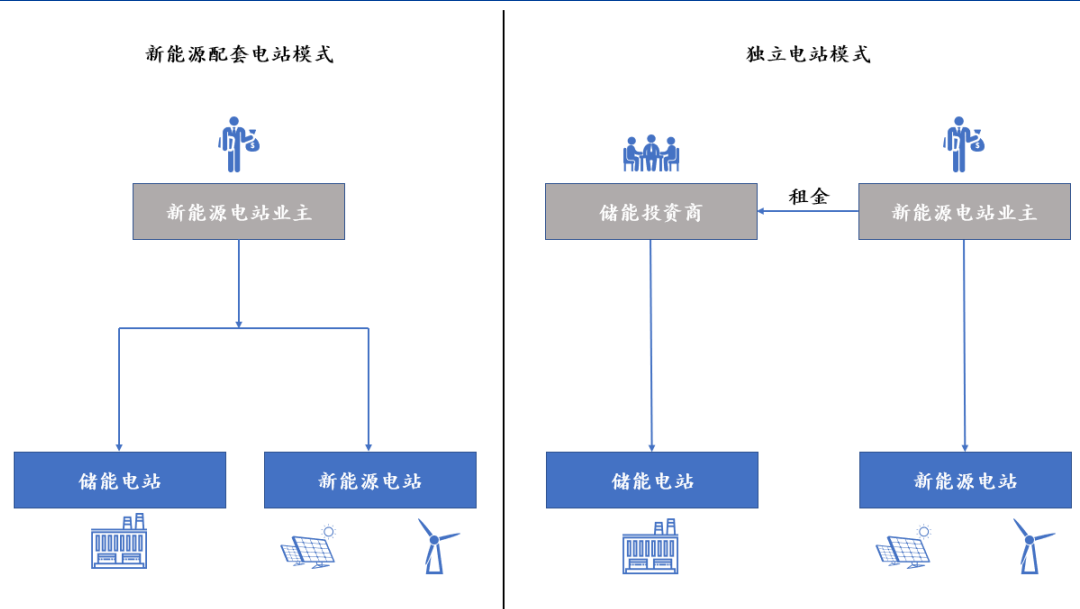 新能源配套电站模式
新能源电站业主
储能电站
新能源电站
独立电站模式
储能投资商
租金
新能源电站业主
储能电站
新能源电站